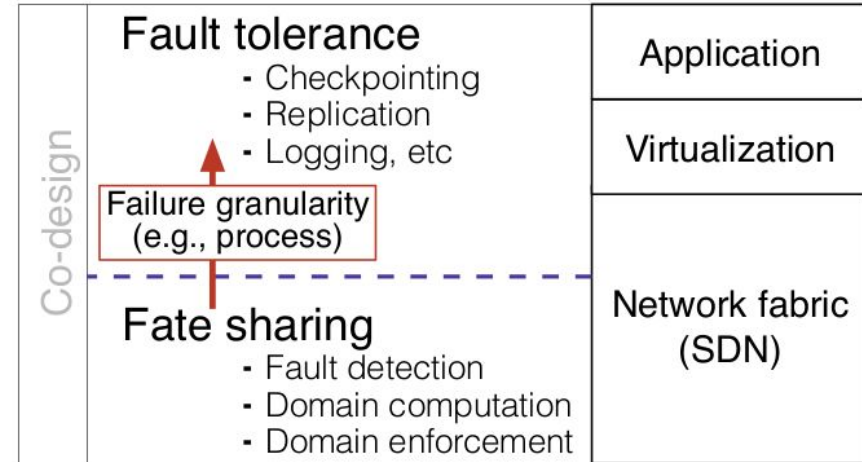 Co-design
Fault tolerance
- Checkpointing
- Replication
- Logging, etc
Failure granularity
(e.g., process)
Fate sharing
- Fault detection
- Domain computation
- Domain enforcement
Application
Virtualization
Network fabric
(SDN)